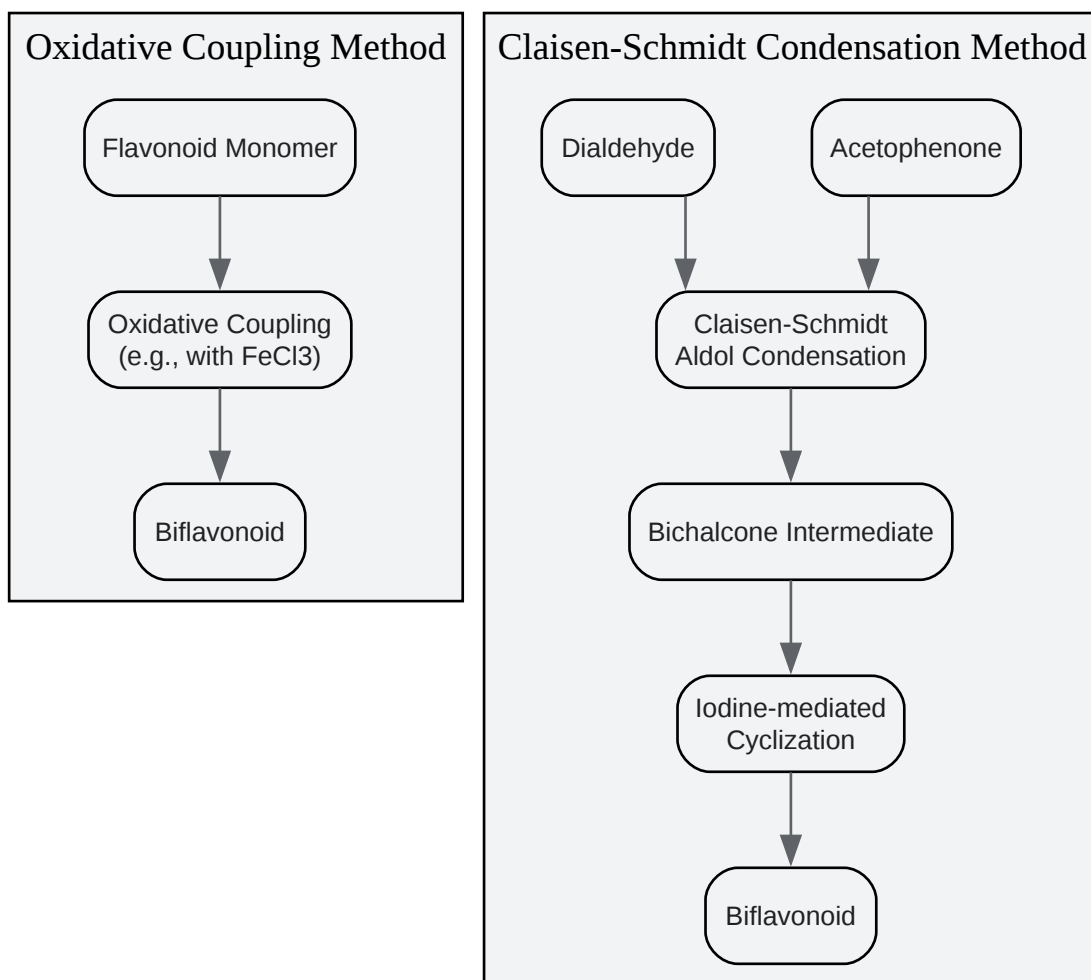 Oxidative Coupling Method
Flavonoid Monomer
Oxidative Coupling
(e.g., with FeCl3)
Biflavonoid
Claisen-Schmidt Condensation Method
Dialdehyde
Acetophenone
Claisen-Schmidt
Aldol Condensation
Bichalcone Intermediate
Iodine-mediated
Cyclization
Biflavonoid